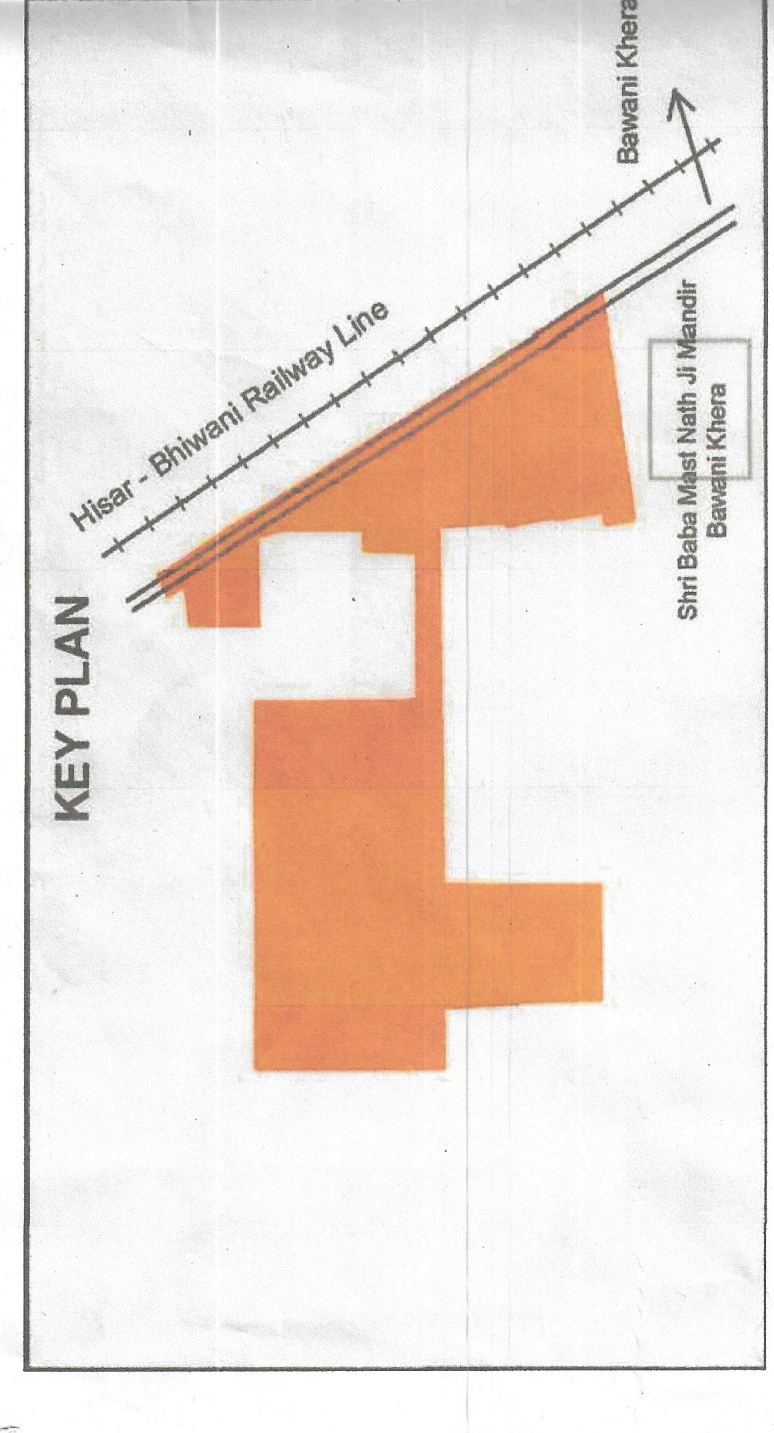 KEY PLAN
Hisar - Bhiwani Railway Line
Bawani Khera
Shri Baba Mast Nath Ji Mandir
Bawani Khera